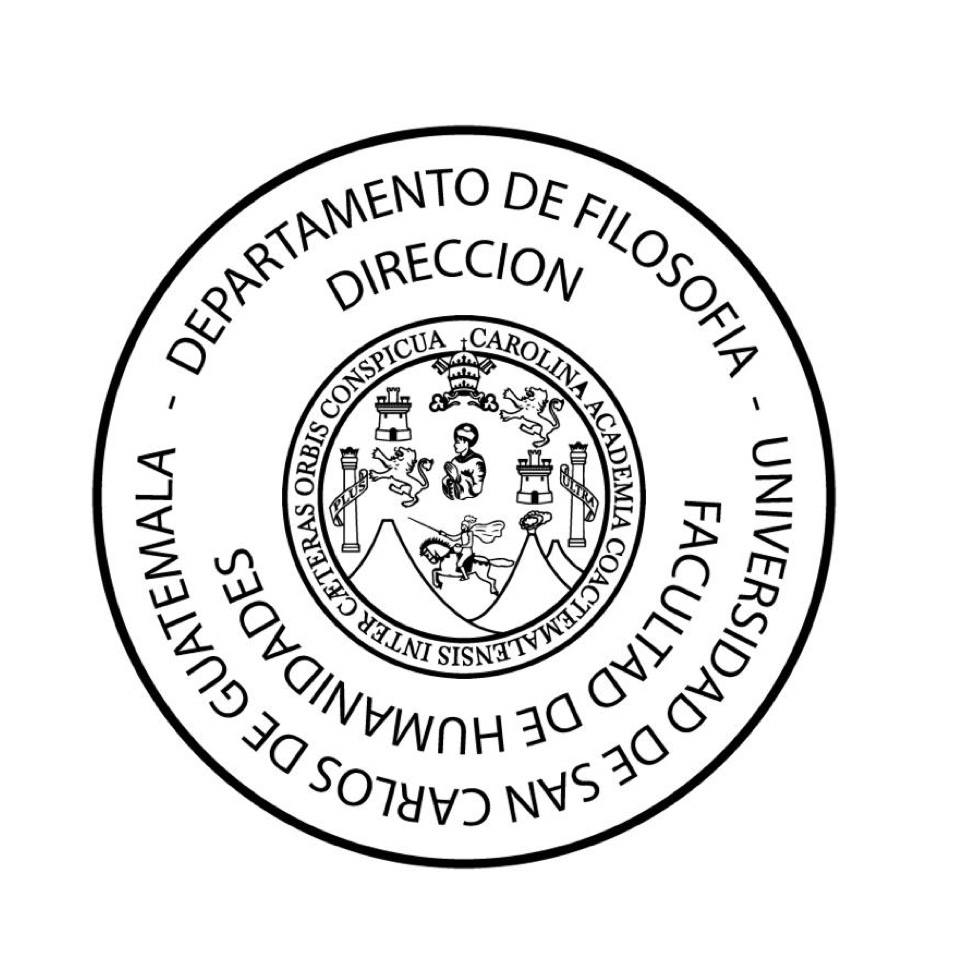 - DEPARTAMENTO DE FILOSOFIA - UNIVERSIDAD DE SAN CARLOS DE GUATEMALA
DIRECCION
FACULTAD DE HUMANIDADES
CAROLINA ACADEMIA COACTEMALENSIS INTER CÆTERAS ORBIS CONSPICUA
PLUS
ULTRA